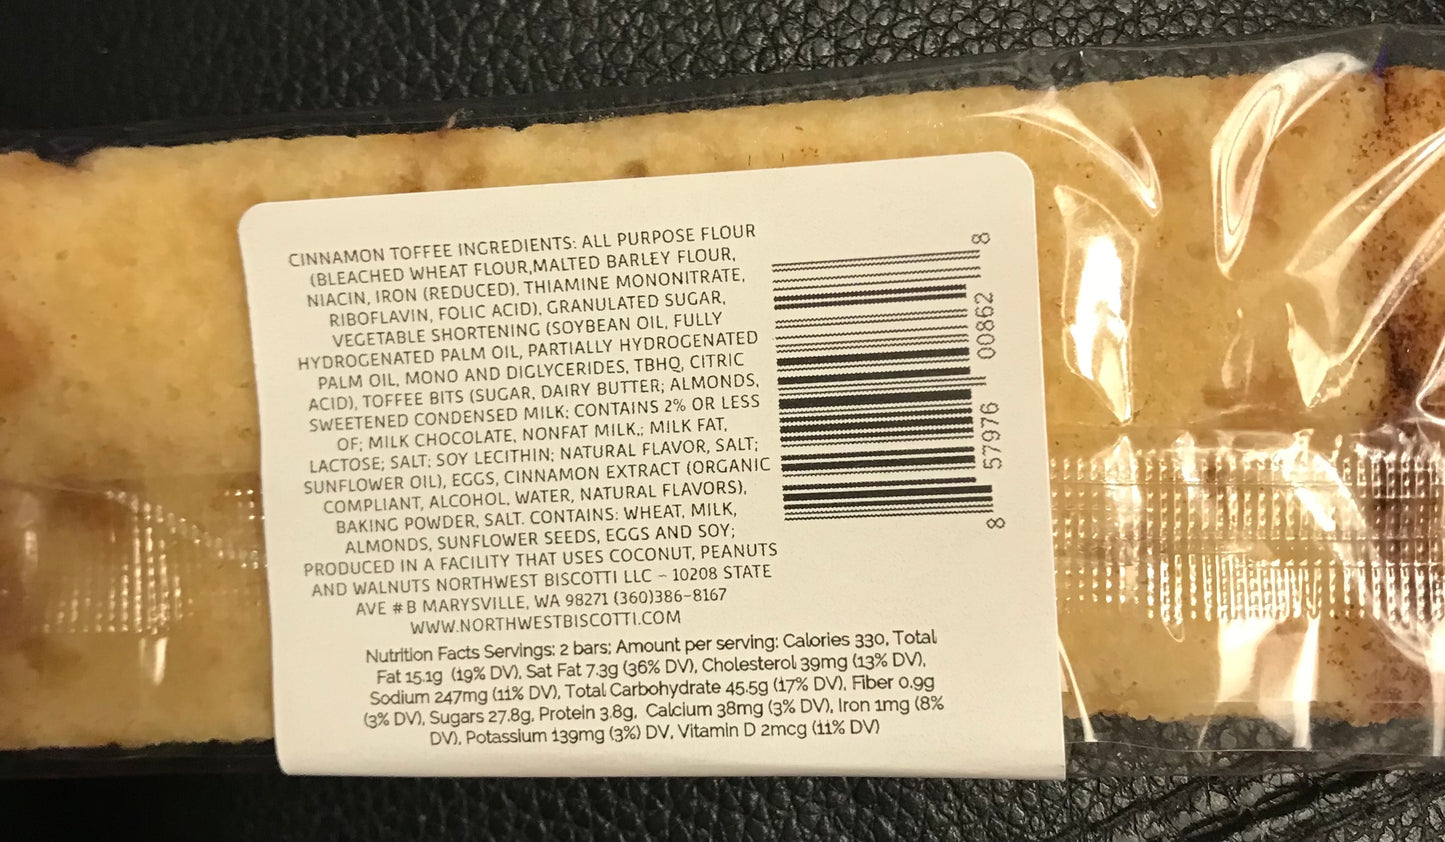 CINNAMON TOFFEE INGREDIENTS: ALL PURPOSE FLOUR
(BLEACHED WHEAT FLOUR,MALTED BARLEY FLOUR,
NIACIN, IRON (REDUCED), THIAMINE MONONITRATE,
RIBOFLAVIN, FOLIC ACID), GRANULATED SUGAR,
VEGETABLE SHORTENING (SOYBEAN OIL, FULLY
HYDROGENATED PALM OIL, PARTIALLY HYDROGENATED
PALM OIL, MONO AND DIGLYCERIDES, TBHQ, CITRIC
ACID), TOFFEE BITS (SUGAR, DAIRY BUTTER; ALMONDS,
SWEETENED CONDENSED MILK; CONTAINS 2% OR LESS
OF; MILK CHOCOLATE, NONFAT MILK,; MILK FAT,
LACTOSE; SALT; SOY LECITHIN; NATURAL FLAVOR, SALT;
SUNFLOWER OIL), EGGS, CINNAMON EXTRACT (ORGANIC
COMPLIANT, ALCOHOL, WATER, NATURAL FLAVORS),
BAKING POWDER, SALT. CONTAINS: WHEAT, MILK,
ALMONDS, SUNFLOWER SEEDS, EGGS AND SOY;
PRODUCED IN A FACILITY THAT USES COCONUT, PEANUTS
AND WALNUTS NORTHWEST BISCOTTI LLC – 10208 STATE
AVE #B MARYSVILLE, WA 98271 (360)386-8167
WWW.NORTHWESTBISCOTTI.COM
Nutrition Facts Servings: 2 bars; Amount per serving: Calories 330, Total
Fat 15.1g (19% DV), Sat Fat 7.3g (36% DV), Cholesterol 39mg (13% DV),
Sodium 247mg (11% DV), Total Carbohydrate 45.5g (17% DV), Fiber 0.9g
(3% DV), Sugars 27.8g, Protein 3.8g, Calcium 38mg (3% DV), Iron 1mg (8%
DV), Potassium 139mg (3%) DV, Vitamin D 2mcg (11% DV)
8 57976 00862 8